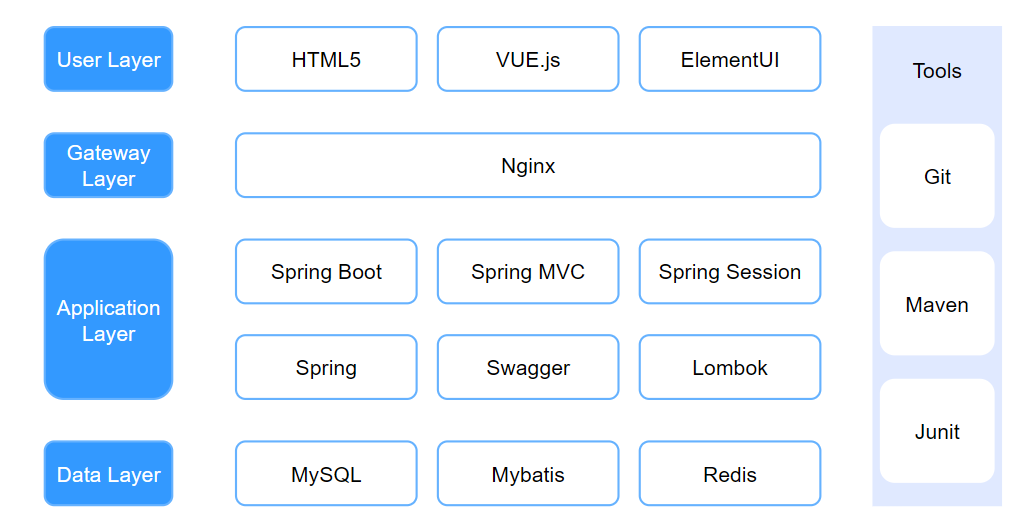 User Layer
HTML5
VUE.js
ElementUI
Gateway
Layer
Nginx
Application
Layer
Spring Boot
Spring MVC
Spring Session
Spring
Swagger
Lombok
Data Layer
MySQL
Mybatis
Redis
Tools
Git
Maven
Junit